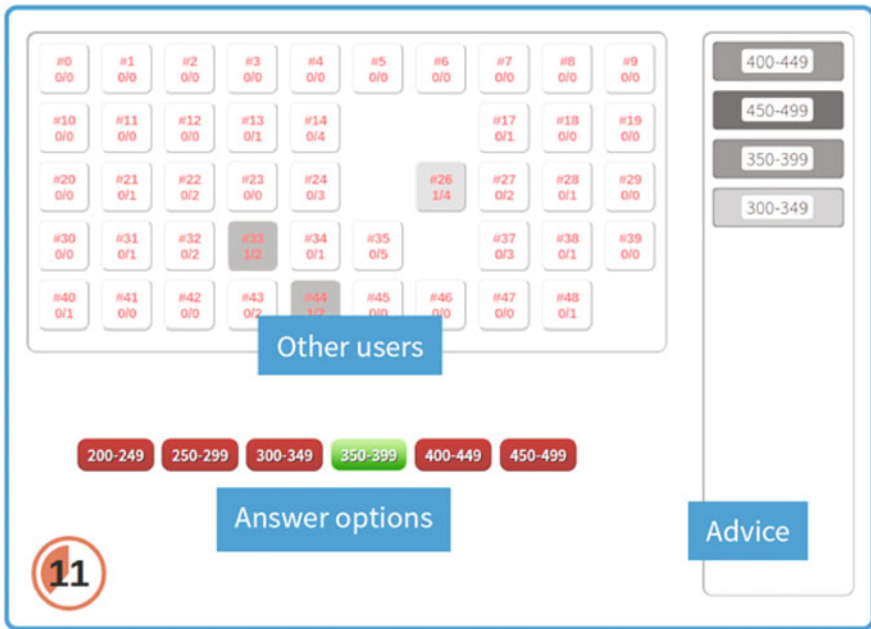 #0 #1 #2 #3 #4 #5 #6 #7 #8 #9
0/0 0/0 0/0 0/0 0/0 0/0 0/0 0/0 0/0 0/0
#10 #11 #12 #13 #14 #17 #18 #19
0/0 0/0 0/0 0/1 0/4 0/1 0/0 0/0
#20 #21 #22 #23 #24 #26 #27 #28 #29
0/0 0/1 0/2 0/0 0/3 1/4 0/2 0/1 0/0
#30 #31 #32 #33 #34 #35 #37 #38 #39
0/0 0/1 0/2 1/2 0/1 0/5 0/3 0/1 0/0
#40 #41 #42 #43 #44 #45 #46 #47 #48
0/1 0/0 0/0 0/2 0/0 0/0 0/0 0/1
Other users
400-449
450-499
350-399
300-349
200-249 250-299 300-349 350-399 400-449 450-499
Answer options
Advice
11